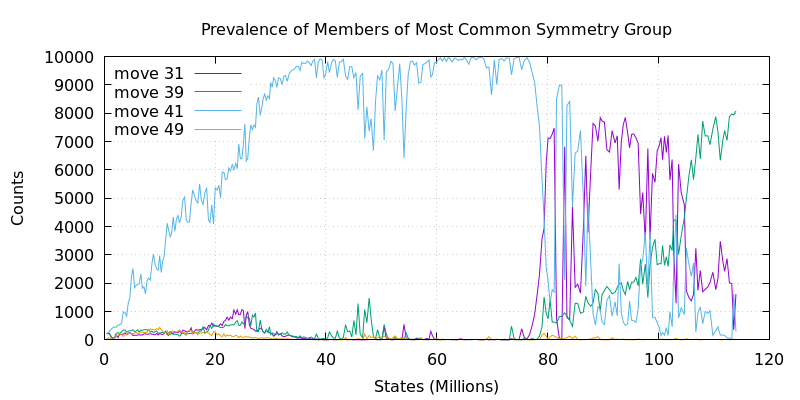 Prevalence of Members of Most Common Symmetry Group
10000
9000
8000
7000
6000
5000
4000
3000
2000
1000
0
move 31
move 39
move 41
move 49
Counts
0 20 40 60 80 100 120
States (Millions)